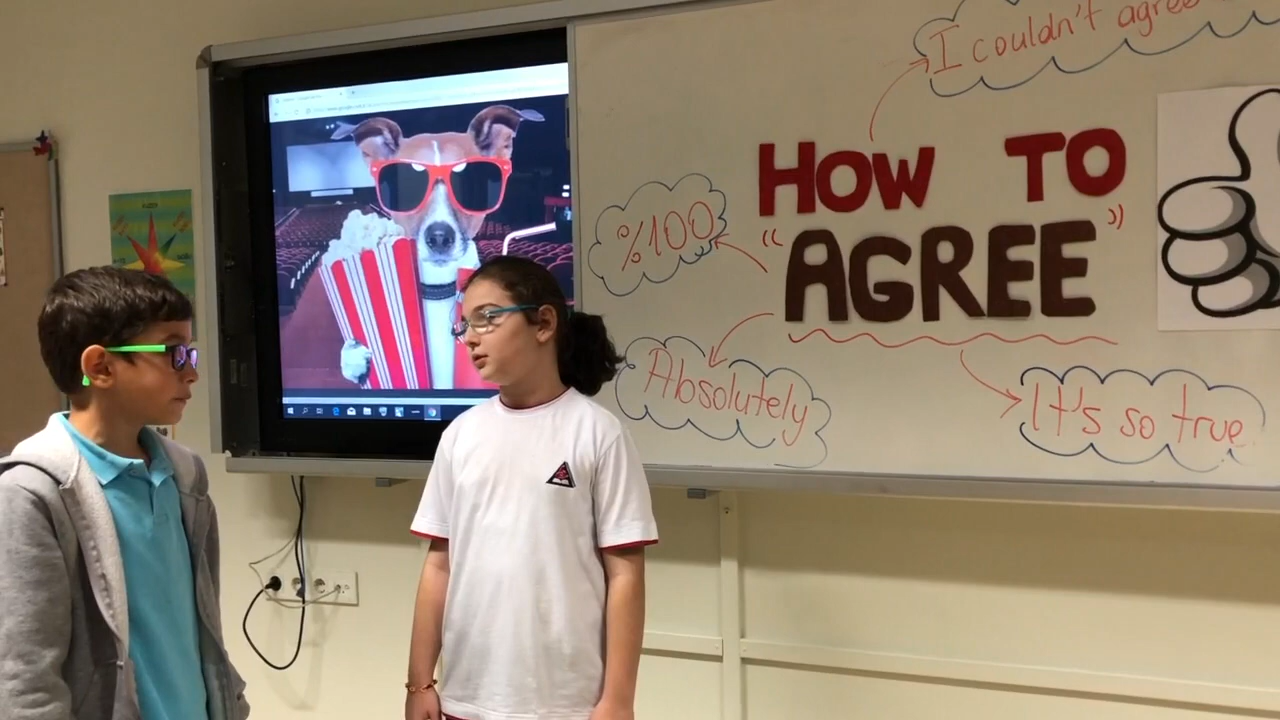 I couldn't agree
HOW TO
"AGREE"
%100
Absolutely
It's so true